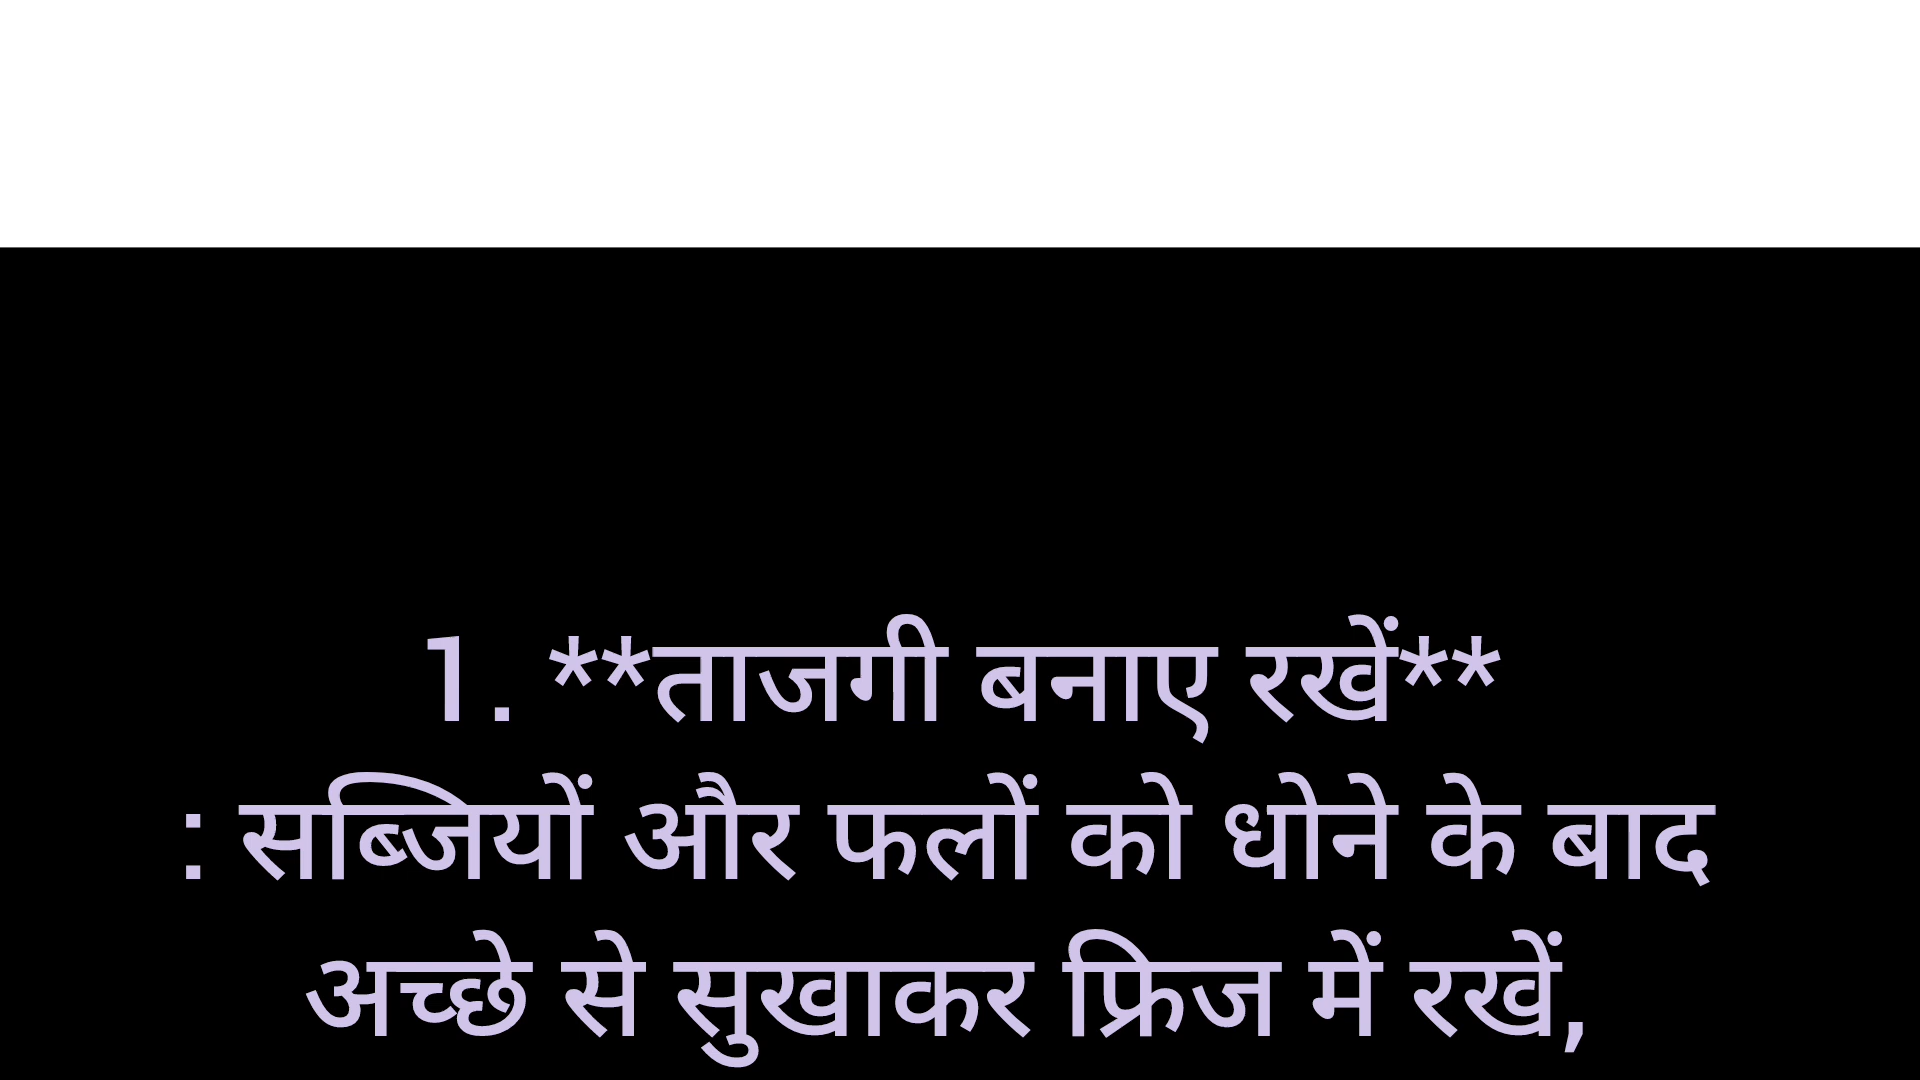 1. **ताजगी बनाए रखें**
: सब्जियों और फलों को धोने के बाद
अच्छे से सुखाकर फ्रिज में रखें,